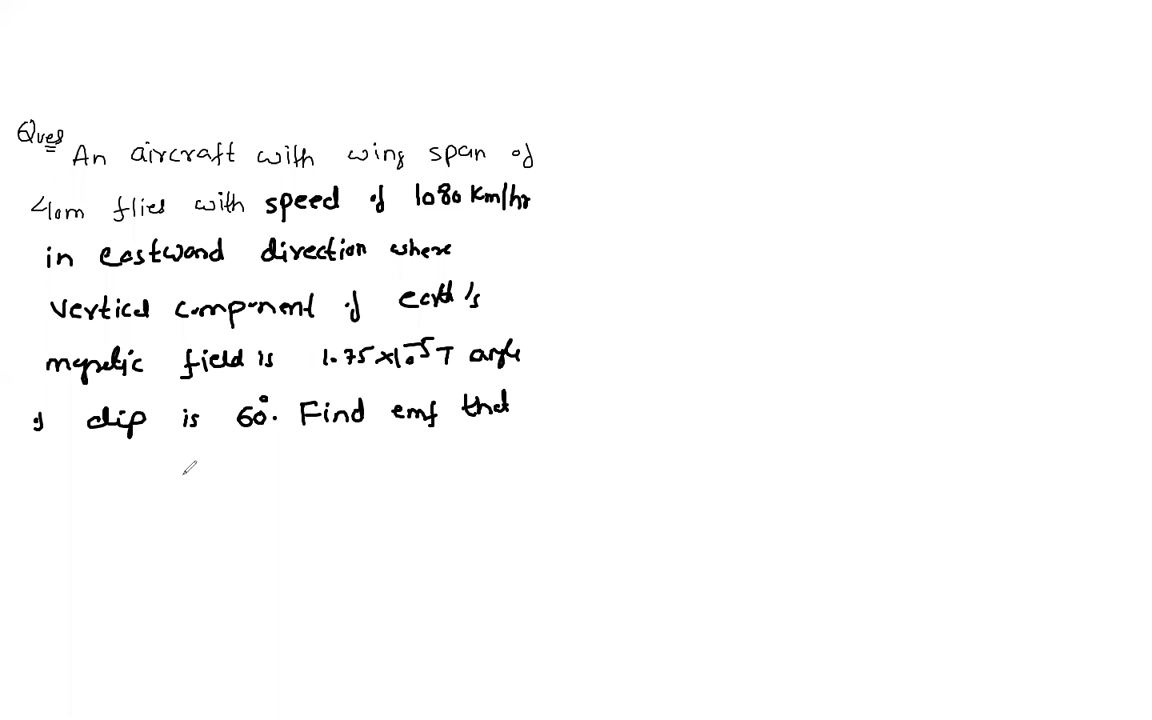 Ques
An aircraft with wing span of
40m flies with speed of 1080 Km/hr
in eastward direction where
vertical component of earth's
magnetic field is 1.75×10⁻⁵T angle
of dip is 60°. Find emf that